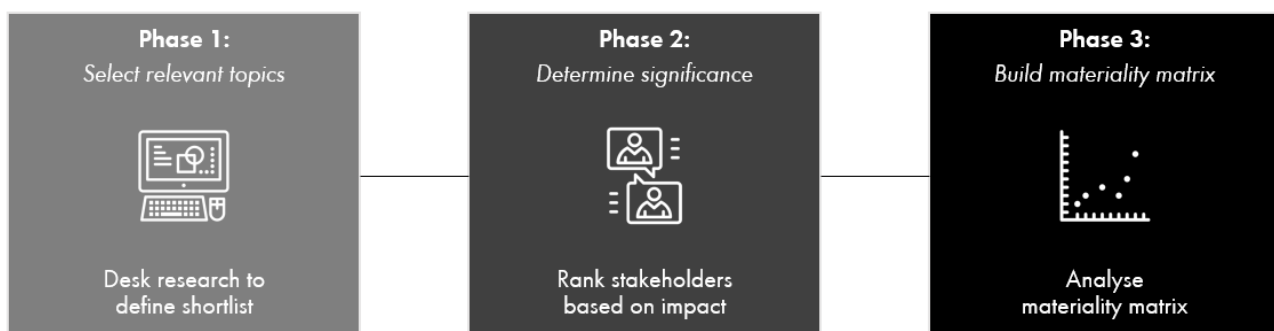 Phase 1:
Select relevant topics
Desk research to
define shortlist
Phase 2:
Determine significance
Rank stakeholders
based on impact
Phase 3:
Build materiality matrix
Analyse
materiality matrix